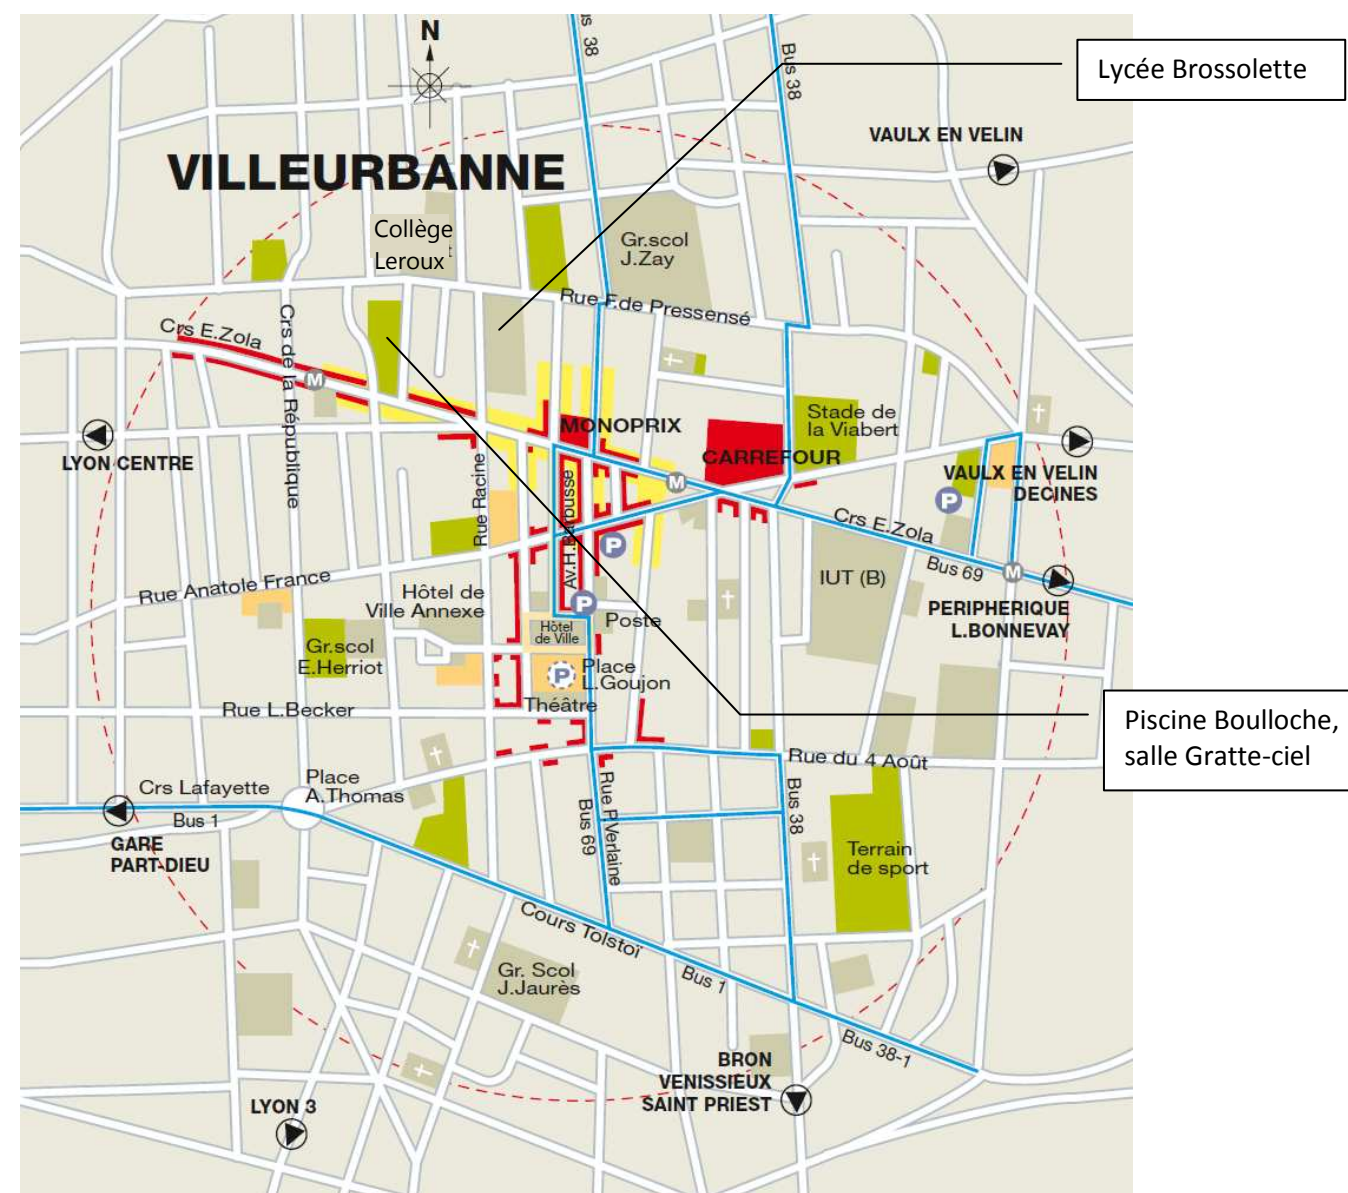 N
Bus 38
Bus 38
Lycée Brossolette
VAULX EN VELIN
VILLEURBANNE
Collège
Leroux
Gr.scol
J.Zay
Rue F.de Pressensé
Crs E.Zola
Crs de la République
M
MONOPRIX
Stade de
la Viabert
CARREFOUR
LYON CENTRE
VAULX EN VELIN
DECINES
Rue Racine
Av.H.Barbusse
M
P
Crs E.Zola
Bus 69
M
P
IUT (B)
Rue Anatole France
Hôtel de
Ville Annexe
P
Poste
Hôtel
de Ville
PERIPHERIQUE
L.BONNEVAY
Gr.scol
E.Herriot
P
Place
L.Goujon
Théâtre
Rue L.Becker
Piscine Boulloche,
salle Gratte-ciel
Rue du 4 Août
Place
A.Thomas
Crs Lafayette
Bus 1
GARE
PART-DIEU
Bus 69
Rue P.Verlaine
Bus 38
Terrain
de sport
Cours Tolstoï
Gr. Scol
J.Jaurès
Bus 1
Bus 38-1
BRON
VENISSIEUX
SAINT PRIEST
LYON 3